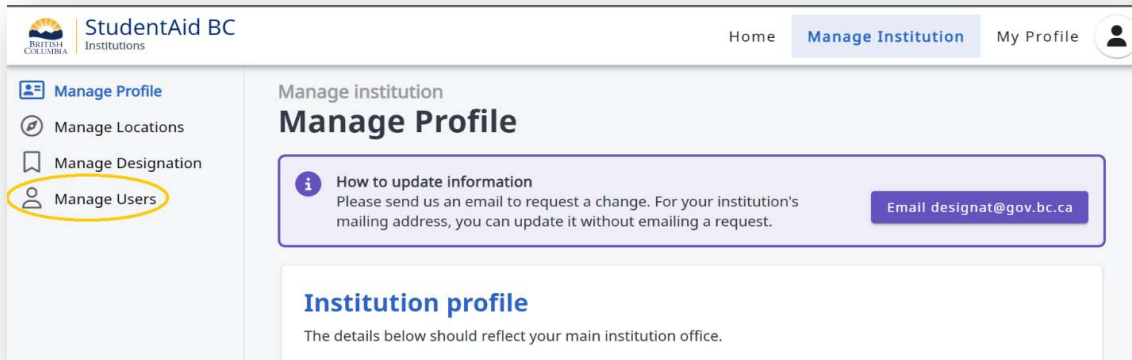 BRITISH
COLUMBIA
StudentAid BC
Institutions
Home
Manage Institution
My Profile
Manage Profile
Manage Locations
Manage Designation
Manage Users
Manage institution
Manage Profile
How to update information
Please send us an email to request a change. For your institution's
mailing address, you can update it without emailing a request.
Email designat@gov.bc.ca
Institution profile
The details below should reflect your main institution office.